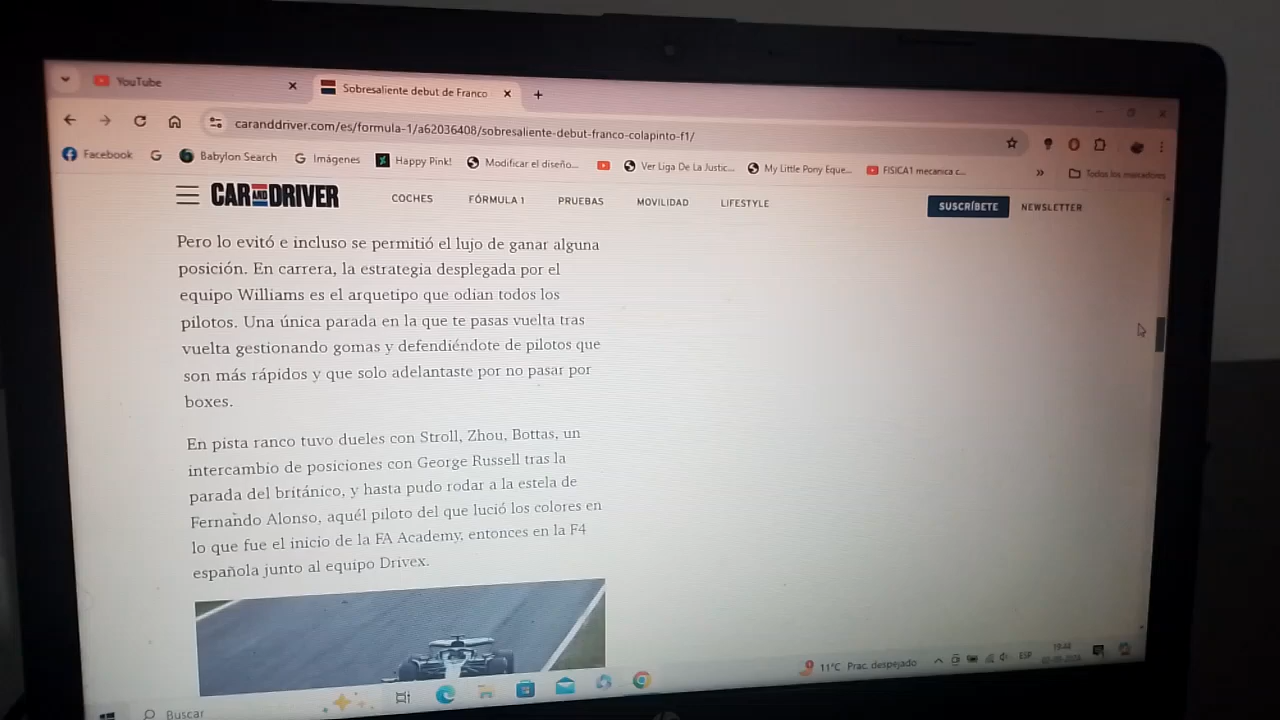 YouTube
Sobresaliente debut de Franco
caranddriver.com/es/formula-1/a62036408/sobresaliente-debut-franco-colapinto-f1/
Facebook
Babylon Search
Imágenes
Happy Pink!
Modificar el diseño...
Ver Liga De La Justic...
My Little Pony Eque...
FISICA1 mecanica c...
Todos los marcadores
CAR AND DRIVER
COCHES
FÓRMULA 1
PRUEBAS
MOVILIDAD
LIFESTYLE
SUSCRÍBETE
NEWSLETTER
Pero lo evitó e incluso se permitió el lujo de ganar alguna
posición. En carrera, la estrategia desplegada por el
equipo Williams es el arquetipo que odian todos los
pilotos. Una única parada en la que te pasas vuelta tras
vuelta gestionando gomas y defendiéndote de pilotos que
son más rápidos y que solo adelantaste por no pasar por
boxes.
En pista ranco tuvo dueles con Stroll, Zhou, Bottas, un
intercambio de posiciones con George Russell tras la
parada del británico, y hasta pudo rodar a la estela de
Fernando Alonso, aquél piloto del que lució los colores en
lo que fue el inicio de la FA Academy, entonces en la F4
española junto al equipo Drivex.
Buscar
11°C Prac. despejado
ESP